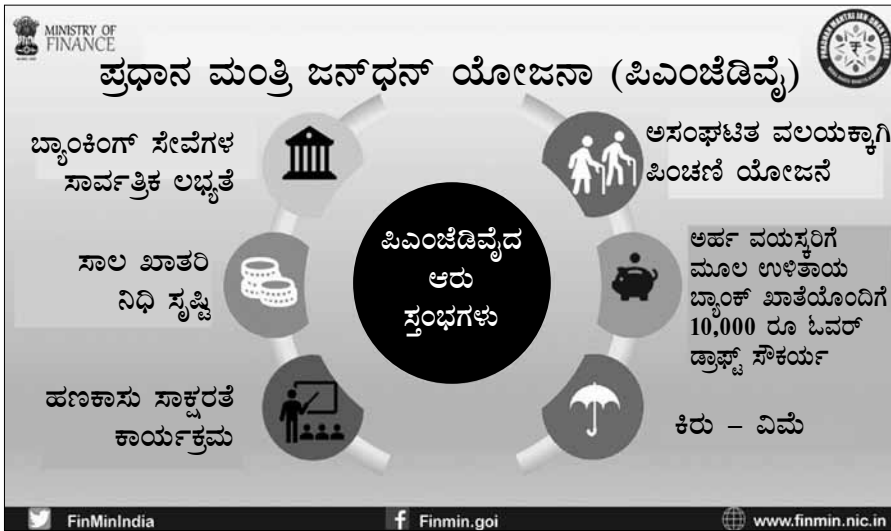 MINISTRY OF
FINANCE
ಪ್ರಧಾನ ಮಂತ್ರಿ ಜನ್‌ಧನ್ ಯೋಜನಾ (ಪಿಎಂಜೆಡಿವೈ)
ಬ್ಯಾಂಕಿಂಗ್ ಸೇವೆಗಳ
ಸಾರ್ವತ್ರಿಕ ಲಭ್ಯತೆ
ಸಾಲ ಖಾತರಿ
ನಿಧಿ ಸೃಷ್ಟಿ
ಹಣಕಾಸು ಸಾಕ್ಷರತೆ
ಕಾರ್ಯಕ್ರಮ
ಪಿಎಂಜೆಡಿವೈದ
ಆರು
ಸ್ತಂಭಗಳು
ಅಸಂಘಟಿತ ವಲಯಕ್ಕಾಗಿ
ಪಿಂಚಣಿ ಯೋಜನೆ
ಅರ್ಹ ವಯಸ್ಕರಿಗೆ
ಮೂಲ ಉಳಿತಾಯ
ಬ್ಯಾಂಕ್ ಖಾತೆಯೊಂದಿಗೆ
10,000 ರೂ ಓವರ್
ಡ್ರಾಫ್ಟ್ ಸೌಕರ್ಯ
ಕಿರು – ವಿಮೆ
FinMinIndia
Finmin.goi
www.finmin.nic.in